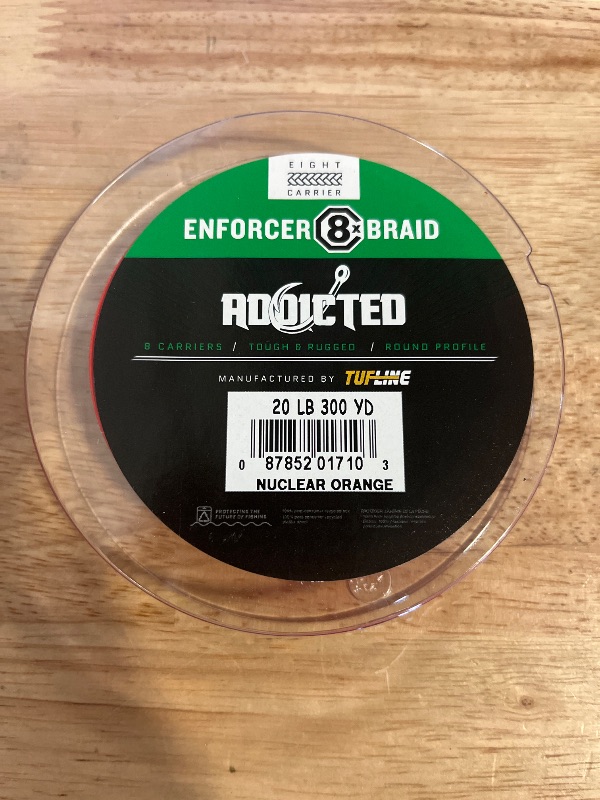 EIGHT
CARRIER
ENFORCER 8X BRAID
ADDICTED
8 CARRIERS / TOUGH & RUGGED / ROUND PROFILE
MANUFACTURED BY TUFLINE
20 LB 300 YD
0 87852 01710 3
NUCLEAR ORANGE
PROTECTING THE
FUTURE OF FISHING